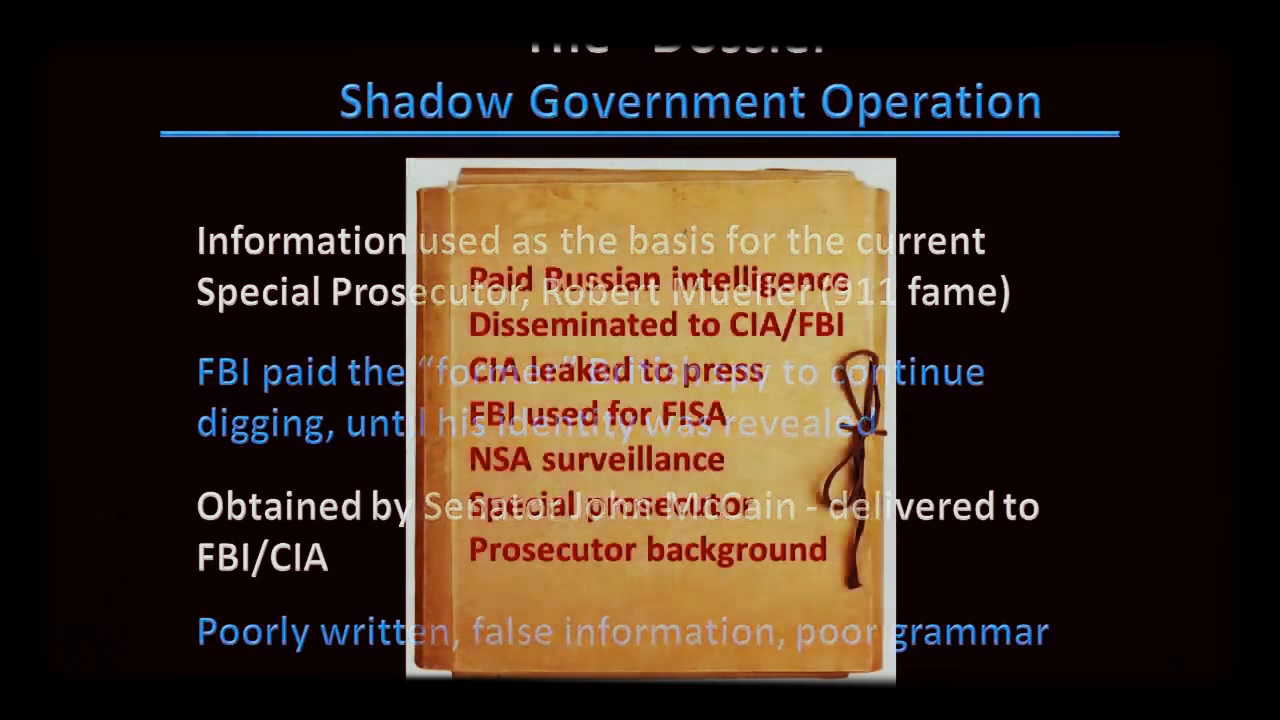 The "Dossier"
Shadow Government Operation
Information used as the basis for the current
Special Prosecutor, Robert Mueller (911 fame)
FBI paid the "former" British spy to continue
digging, until his identity was revealed
Obtained by Senator John McCain - delivered to
FBI/CIA
Poorly written, false information, poor grammar
Paid Russian intelligence
Disseminated to CIA/FBI
CIA leaked to press
FBI used for FISA
NSA surveillance
Special prosecutor
Prosecutor background